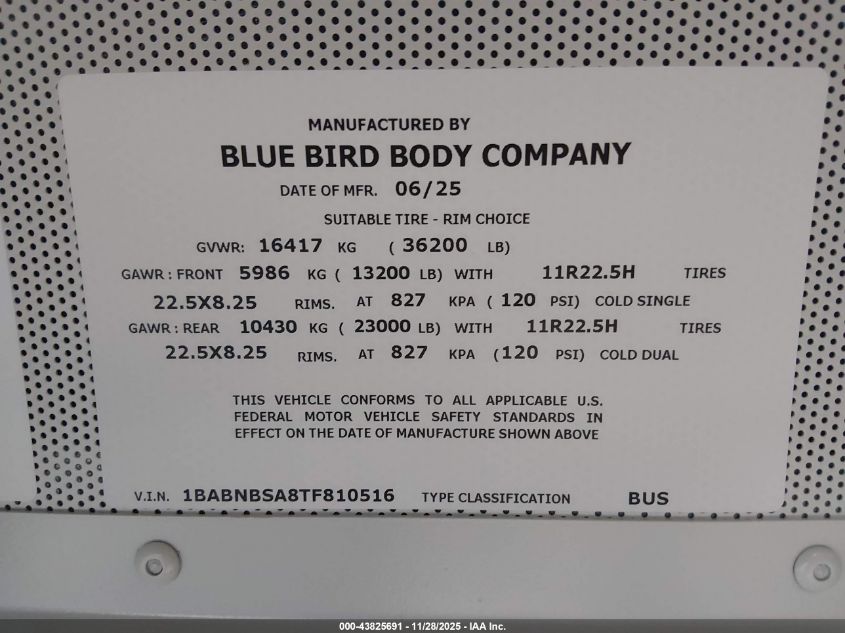 MANUFACTURED BY
BLUE BIRD BODY COMPANY
DATE OF MFR. 06/25
SUITABLE TIRE - RIM CHOICE
GVWR: 16417 KG ( 36200 LB)
GAWR : FRONT 5986 KG ( 13200 LB) WITH 11R22.5H TIRES
22.5X8.25 RIMS. AT 827 KPA ( 120 PSI) COLD SINGLE
GAWR : REAR 10430 KG ( 23000 LB) WITH 11R22.5H TIRES
22.5X8.25 RIMS. AT 827 KPA (120 PSI) COLD DUAL
THIS VEHICLE CONFORMS TO ALL APPLICABLE U.S.
FEDERAL MOTOR VEHICLE SAFETY STANDARDS IN
EFFECT ON THE DATE OF MANUFACTURE SHOWN ABOVE
V.I.N. 1BABNBSA8TF810516 TYPE CLASSIFICATION BUS
000-43825691 - 11/28/2025 - IAA Inc.